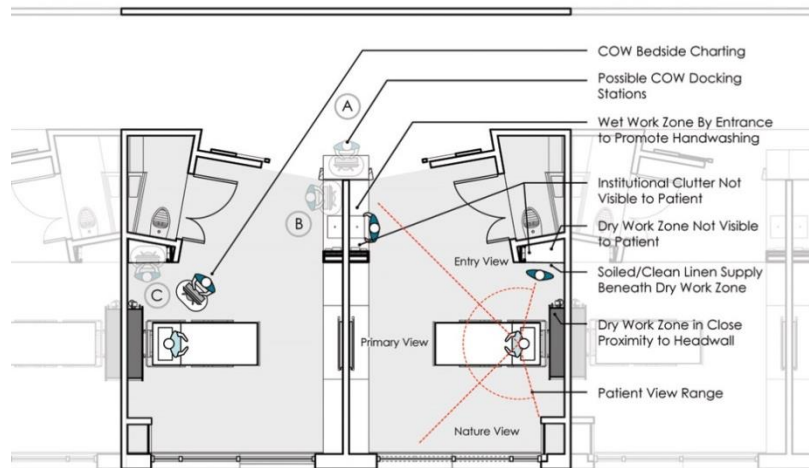 COW Bedside Charting
Possible COW Docking
Stations
A
Wet Work Zone By Entrance
to Promote Handwashing
Institutional Clutter Not
Visible to Patient
B
Dry Work Zone Not Visible
to Patient
Entry View
Soiled/Clean Linen Supply
Beneath Dry Work Zone
C
Dry Work Zone in Close
Proximity to Headwall
Primary View
Patient View Range
Nature View